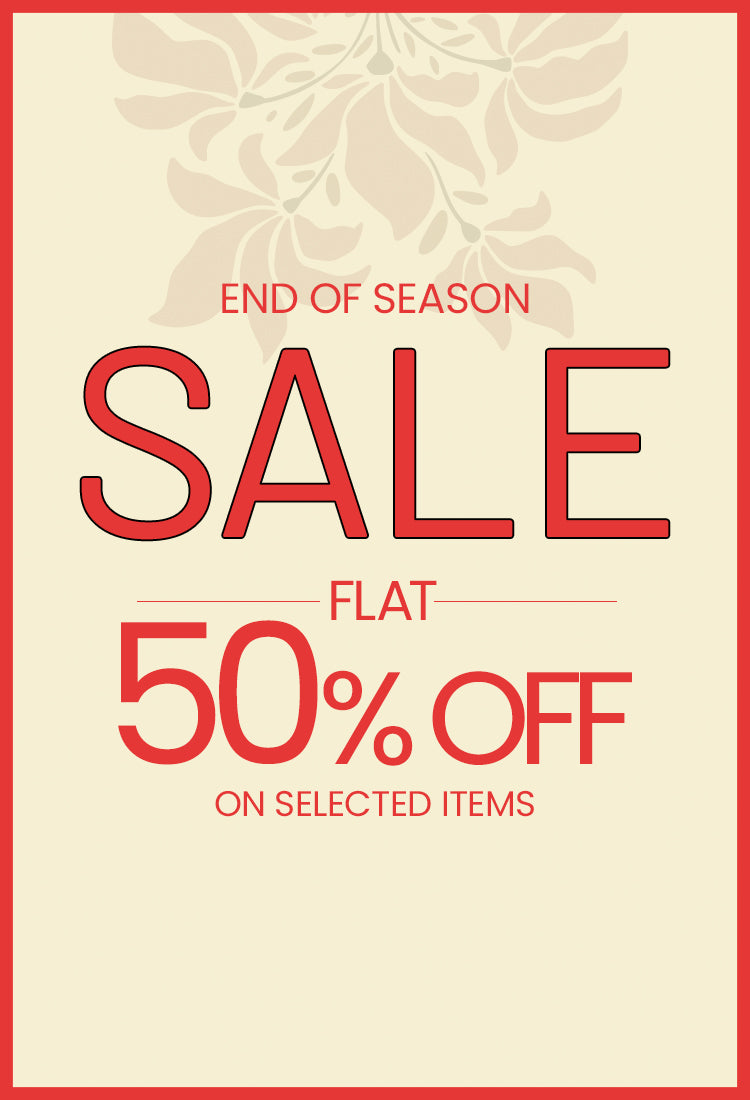 END OF SEASON
SALE
FLAT
50% OFF
ON SELECTED ITEMS